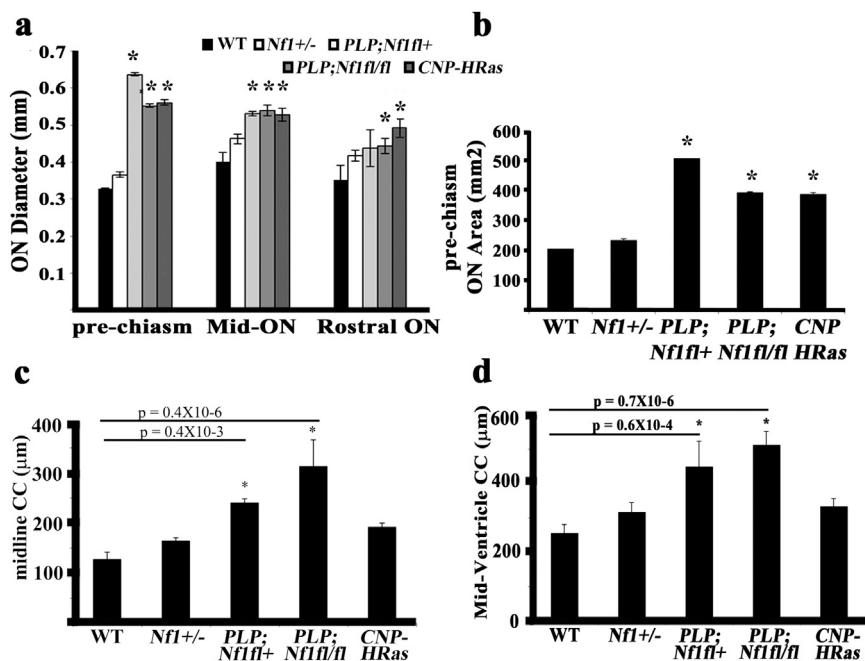 a
WT Nf1+/- PLP;Nf1fl+
PLP;Nf1fl/fl CNP-HRas
ON Diameter (mm)
0.7
0.6
0.5
0.4
0.3
0.2
0.1
* * *
* * *
* *
pre-chiasm Mid-ON Rostral ON
b
pre-chiasm
ON Area (mm2)
600
500
400
300
200
100
* * *
WT Nf1+/- PLP; PLP; CNP
Nf1fl+ Nf1fl/fl HRas
c
midline CC (μm)
400
300
200
100
p = 0.4X10-6
p = 0.4X10-3
* *
WT Nf1+/- PLP; PLP; CNP-
Nf1fl+ Nf1fl/fl HRas
d
Mid-Ventricle CC (μm)
600
400
200
0
p = 0.7X10-6
p = 0.6X10-4
* *
WT Nf1+/- PLP; PLP; CNP-
Nf1fl+ Nf1fl/fl HRas